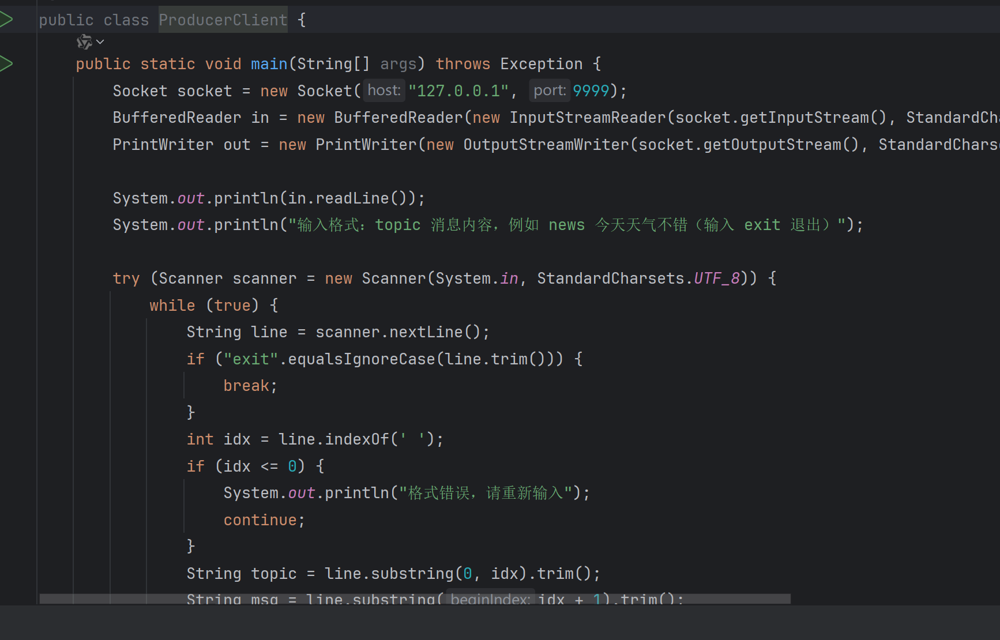 public class ProducerClient {
public static void main(String[] args) throws Exception {
Socket socket = new Socket( host: "127.0.0.1", port: 9999);
BufferedReader in = new BufferedReader(new InputStreamReader(socket.getInputStream(), StandardCha
PrintWriter out = new PrintWriter(new OutputStreamWriter(socket.getOutputStream(), StandardCharse
System.out.println(in.readLine());
System.out.println("输入格式：topic 消息内容，例如 news 今天天气不错（输入 exit 退出）");
try (Scanner scanner = new Scanner(System.in, StandardCharsets.UTF_8)) {
while (true) {
String line = scanner.nextLine();
if ("exit".equalsIgnoreCase(line.trim())) {
break;
}
int idx = line.indexOf(' ');
if (idx <= 0) {
System.out.println("格式错误，请重新输入");
continue;
}
String topic = line.substring(0, idx).trim();
String msg = line.substring( beginIndex: idx + 1).trim();